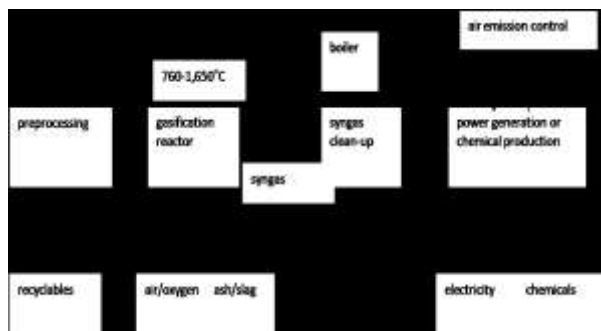 air emission control
boiler
760-1,650°C
preprocessing
gasification
reactor
syngas
clean-up
power generation or
chemical production
syngas
recyclables
air/oxygen ash/slag
electricity chemicals